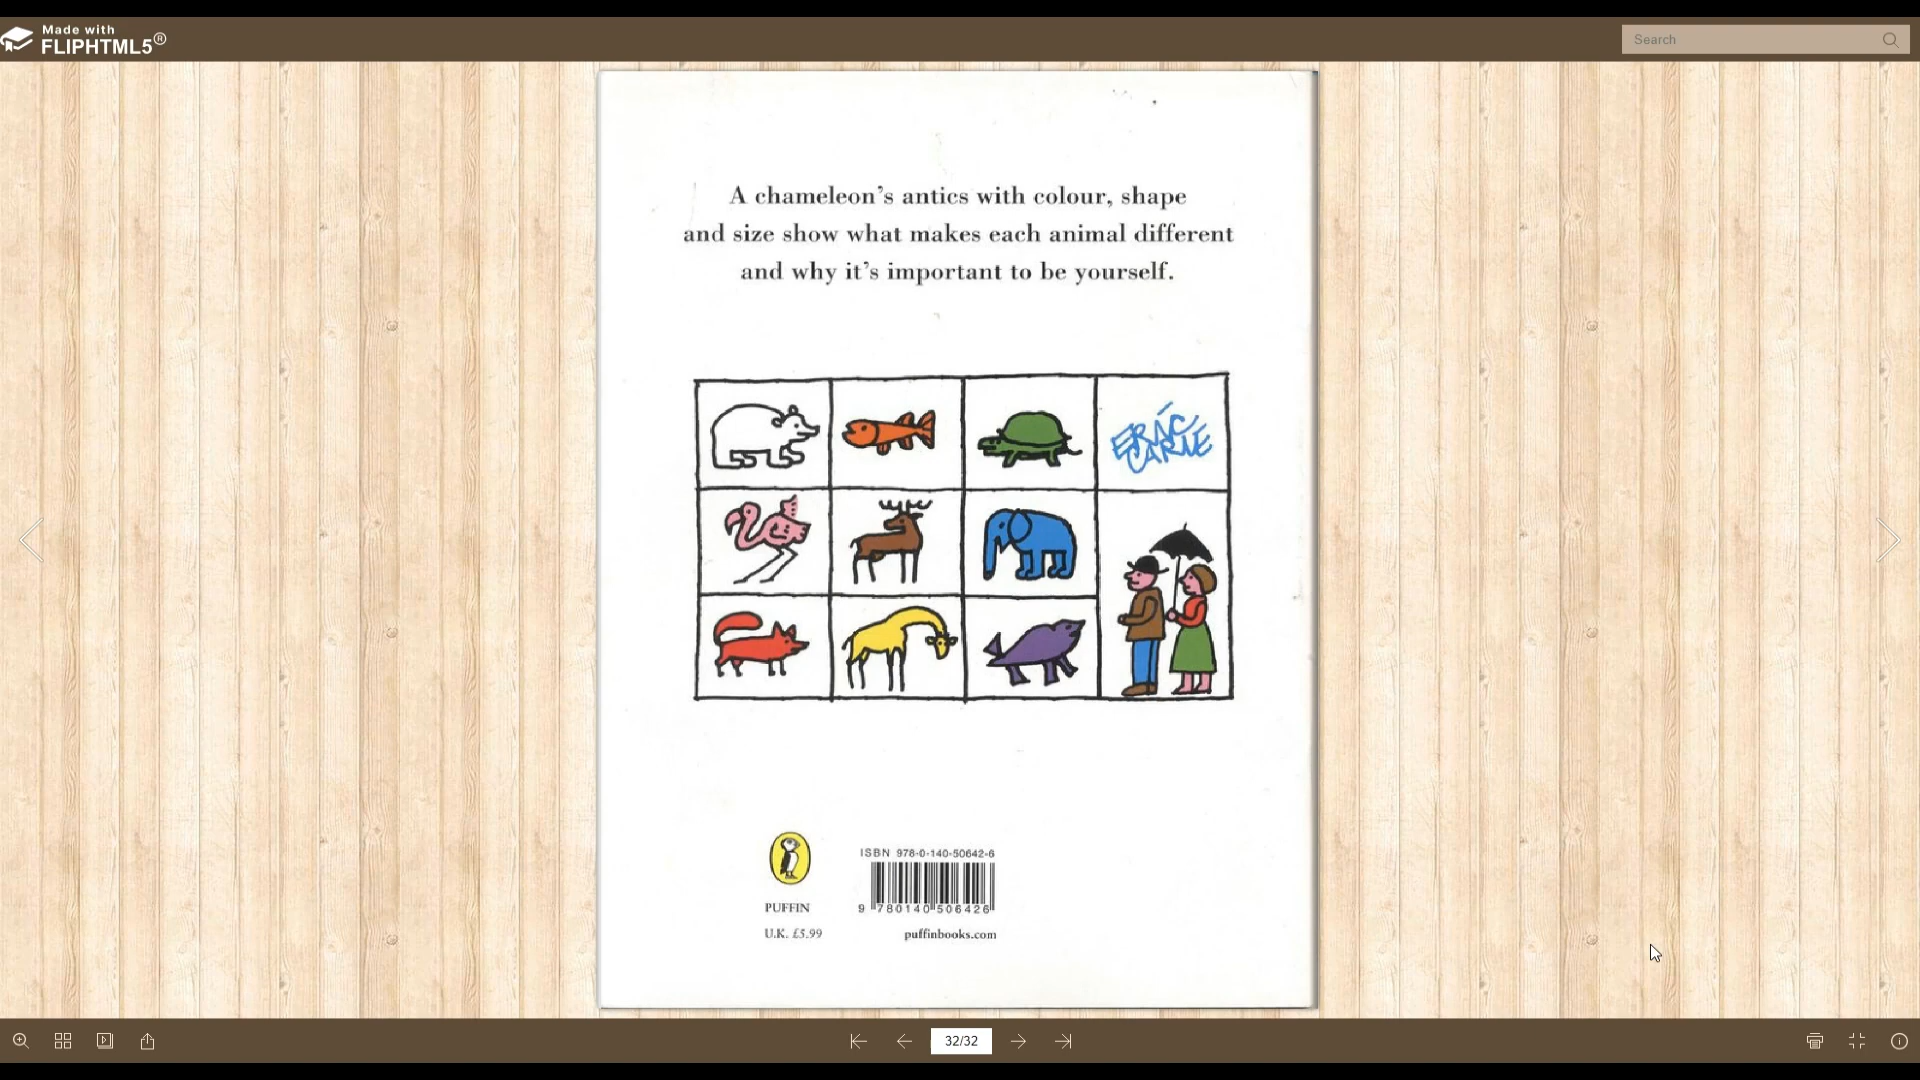 Made with
FLIPHTML5®
Search
A chameleon's antics with colour, shape
and size show what makes each animal different
and why it's important to be yourself.
ERIC
CARLE
ISBN 978-0-140-50642-6
9 780140 506426
PUFFIN
U.K. £5.99
puffinbooks.com
32/32